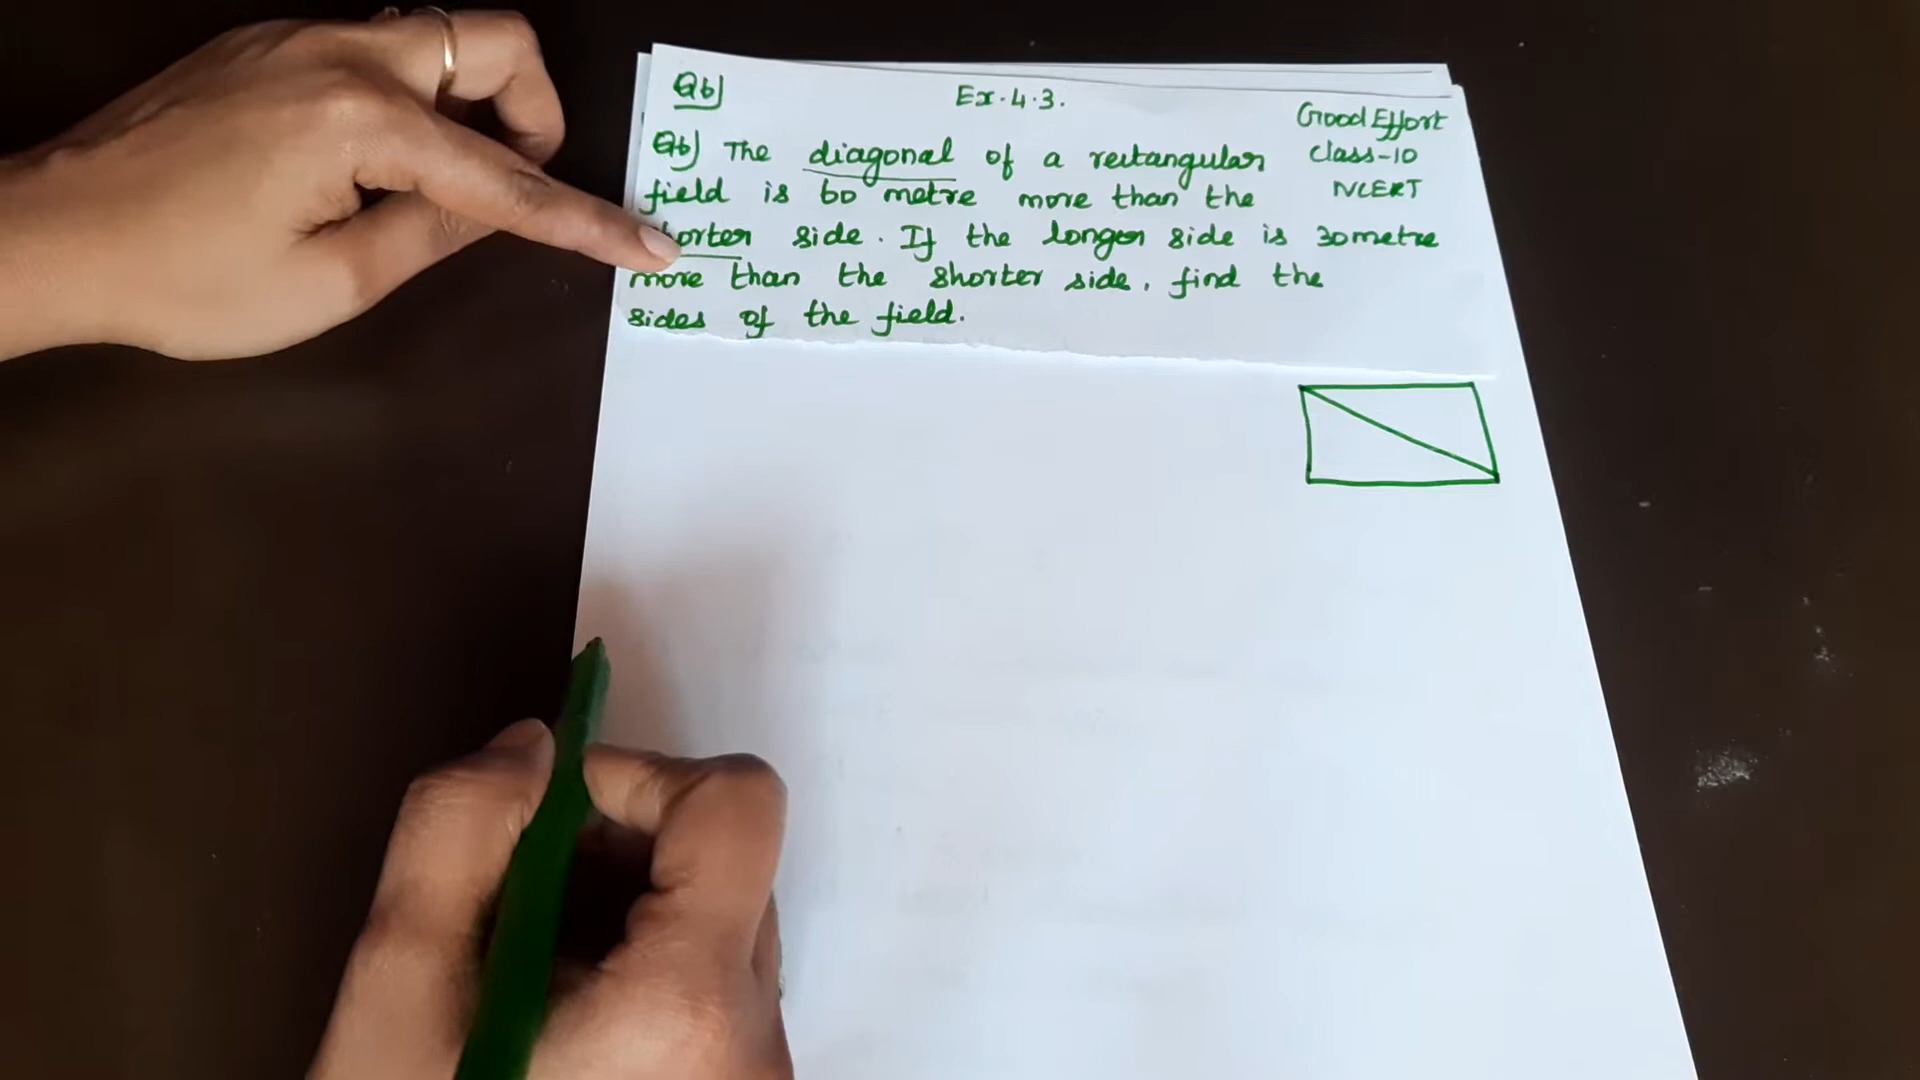 Q6)
Ex.4.3.
Good Effort
Class-10
NCERT
Q6) The diagonal of a rectangular
field is 60 metre more than the
shorter side. If the longer side is 30metre
more than the shorter side, find the
sides of the field.